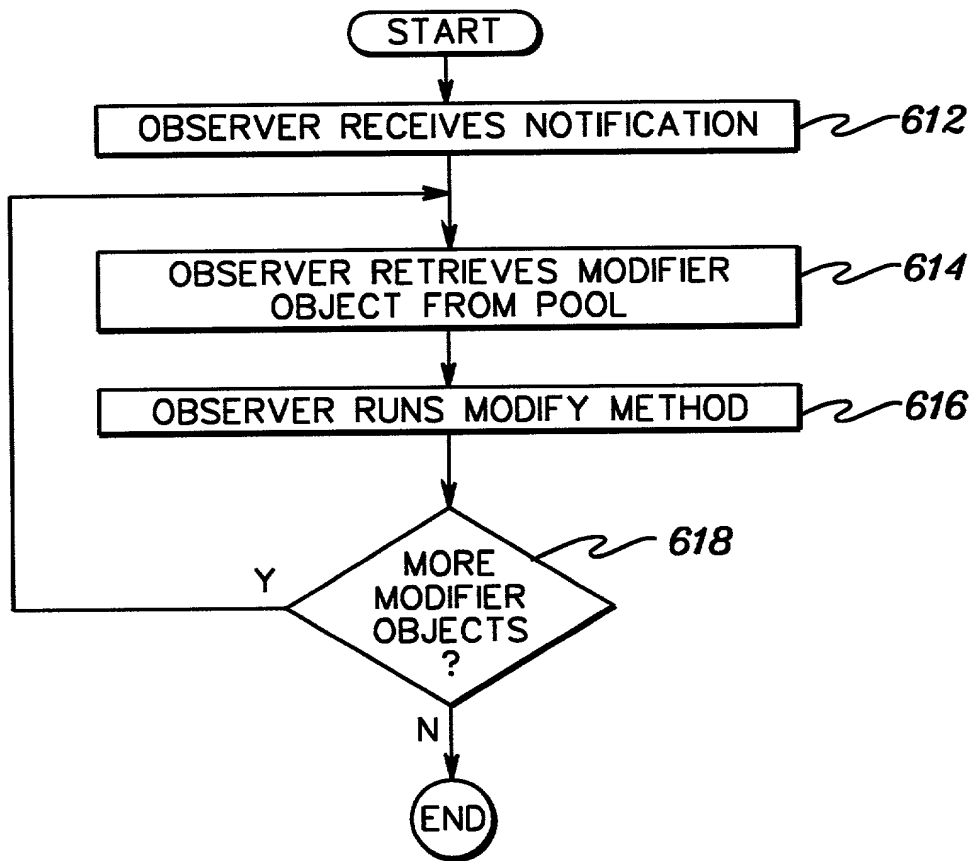 START
OBSERVER RECEIVES NOTIFICATION
612
OBSERVER RETRIEVES MODIFIER
OBJECT FROM POOL
614
OBSERVER RUNS MODIFY METHOD
616
MORE
MODIFIER
OBJECTS
?
618
Y
N
END